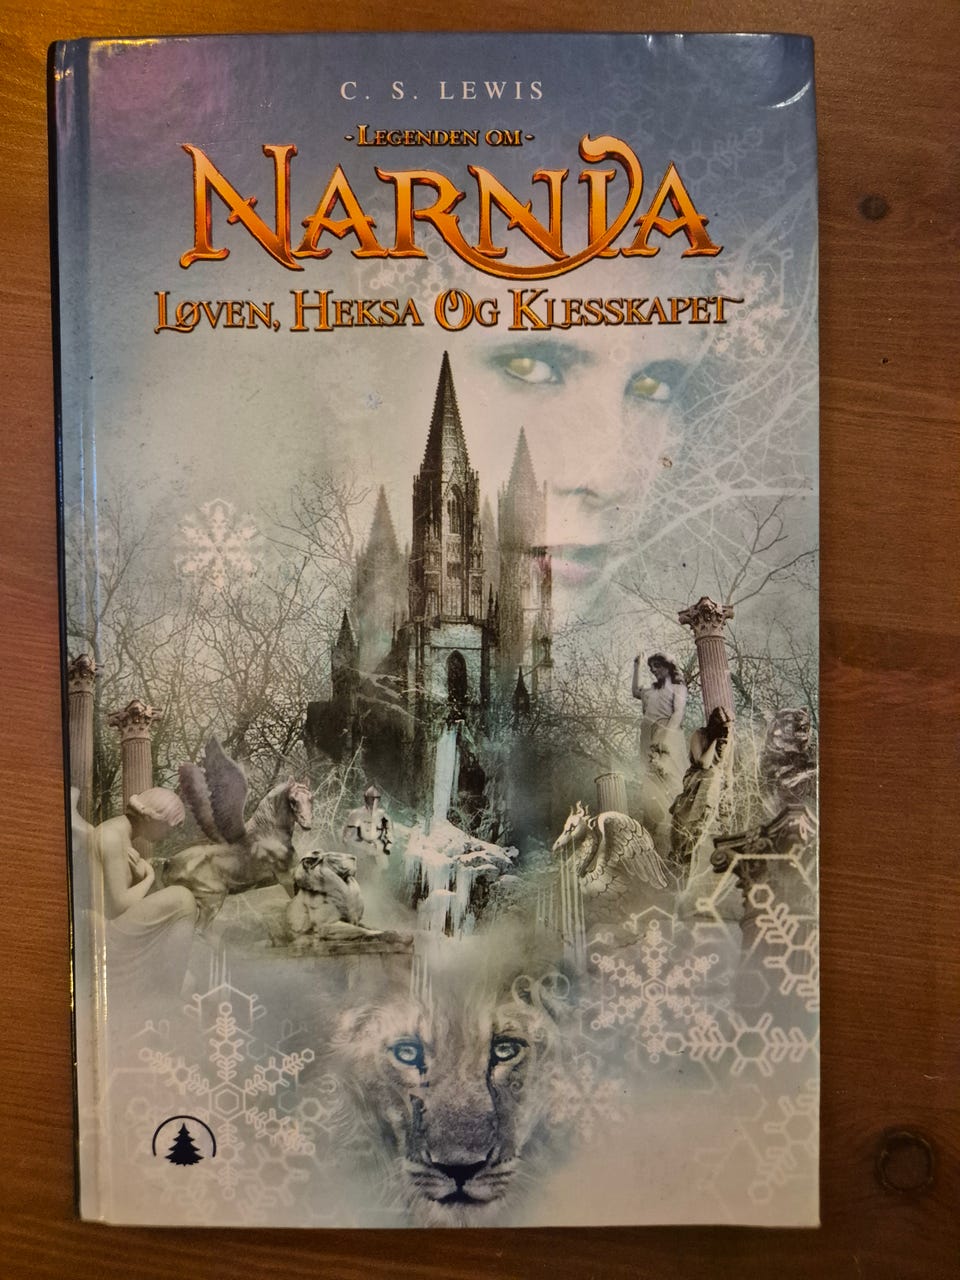 C. S. LEWIS
- LEGENDEN OM -
NARNIA
LØVEN, HEKSA OG KLESSKAPET